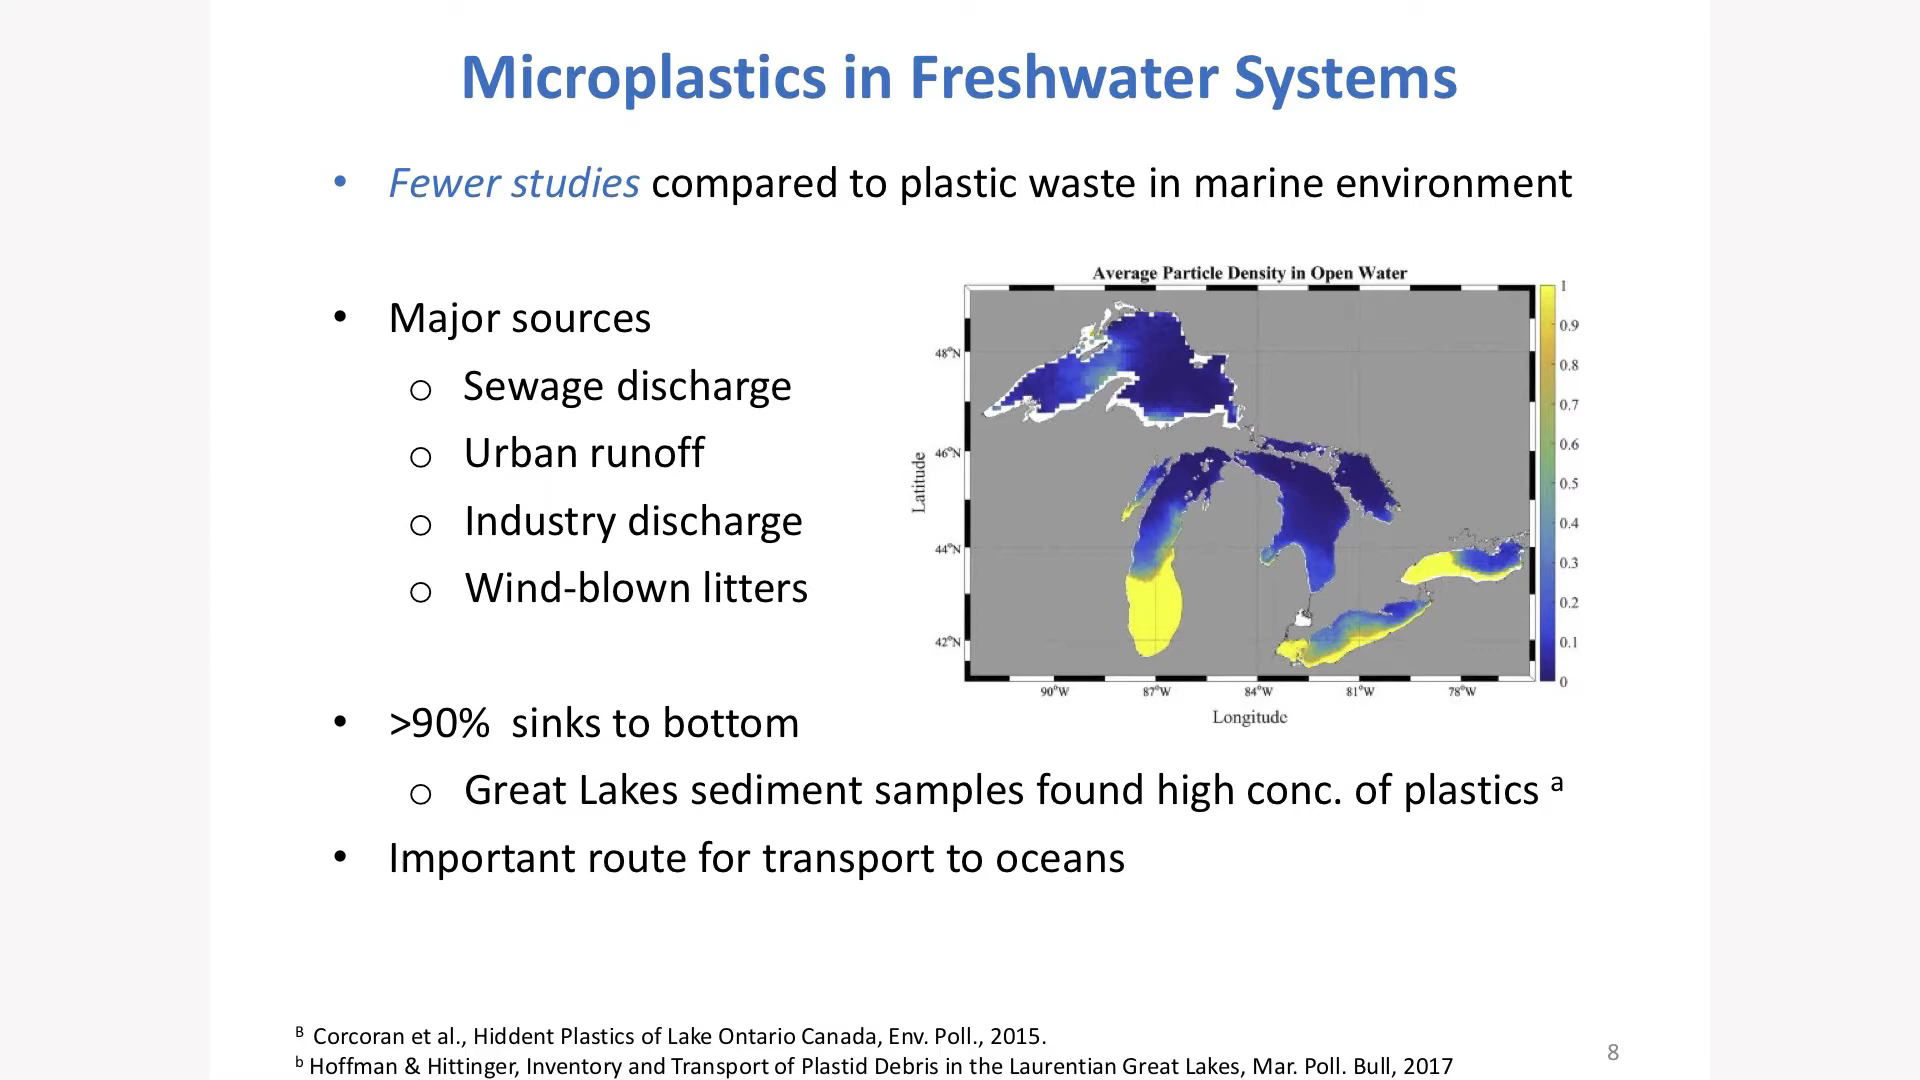 Microplastics in Freshwater Systems
• Fewer studies compared to plastic waste in marine environment
• Major sources
o Sewage discharge
o Urban runoff
o Industry discharge
o Wind-blown litters
Average Particle Density in Open Water
1
0.9
0.8
0.7
0.6
0.5
0.4
0.3
0.2
0.1
0
48°N
46°N
44°N
42°N
Latitude
90°W 87°W 84°W 81°W 78°W
Longitude
• >90% sinks to bottom
o Great Lakes sediment samples found high conc. of plastics a
• Important route for transport to oceans
B Corcoran et al., Hiddent Plastics of Lake Ontario Canada, Env. Poll., 2015.
b Hoffman & Hittinger, Inventory and Transport of Plastid Debris in the Laurentian Great Lakes, Mar. Poll. Bull, 2017
8